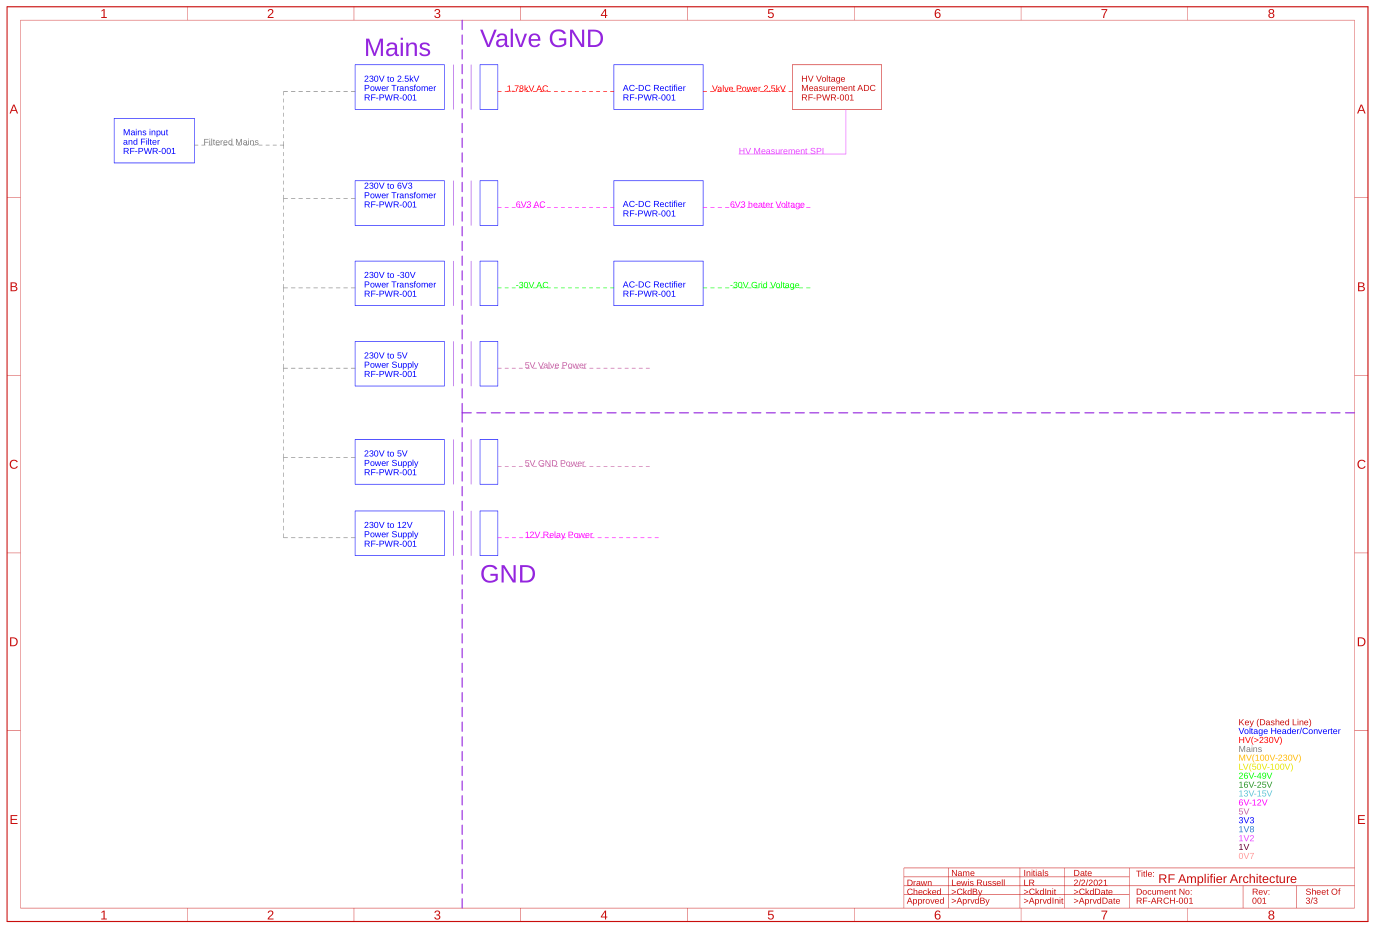 1 2 3 4 5 6 7 8
Mains
Valve GND
A
A
230V to 2.5kV
Power Transfomer
RF-PWR-001
1.78kV AC
AC-DC Rectifier
RF-PWR-001
Valve Power 2.5kV
HV Voltage
Measurement ADC
RF-PWR-001
Mains input
and Filter
RF-PWR-001
Filtered Mains
HV Measurement SPI
230V to 6V3
Power Transfomer
RF-PWR-001
6V3 AC
AC-DC Rectifier
RF-PWR-001
6V3 heater Voltage
B
B
230V to -30V
Power Transfomer
RF-PWR-001
-30V AC
AC-DC Rectifier
RF-PWR-001
-30V Grid Voltage
230V to 5V
Power Supply
RF-PWR-001
5V Valve Power
C
C
230V to 5V
Power Supply
RF-PWR-001
5V GND Power
230V to 12V
Power Supply
RF-PWR-001
12V Relay Power
GND
D
D
Key (Dashed Line)
Voltage Header/Converter
HV(>230V)
Mains
MV(100V-230V)
LV(50V-100V)
26V-49V
16V-25V
13V-15V
6V-12V
5V
3V3
1V8
1V2
1V
0V7
E
E
Name Initials Date
Drawn Lewis Russell LR 2/2/2021
Checked >CkdBy >CkdInit >CkdDate
Approved >AprvdBy >AprvdInit >AprvdDate
Title: RF Amplifier Architecture
Document No: Rev: Sheet Of
RF-ARCH-001 001 3/3
1 2 3 4 5 6 7 8